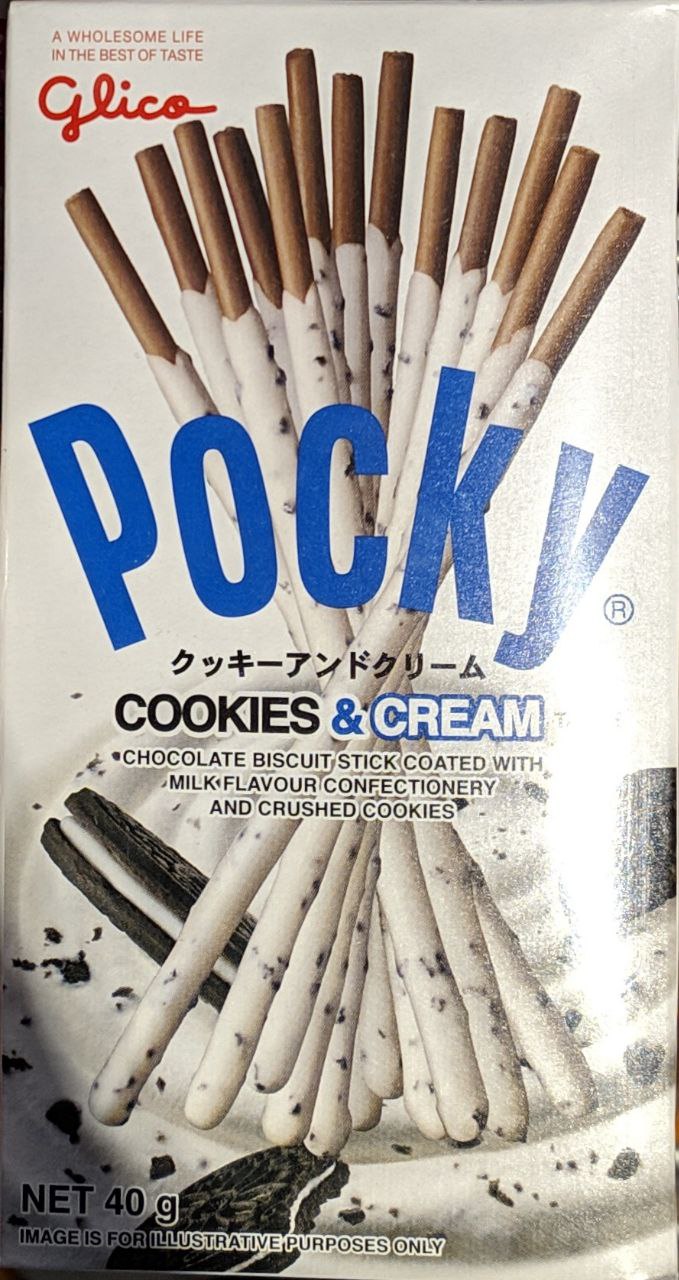 A WHOLESOME LIFE
IN THE BEST OF TASTE
Glico
Pocky®
クッキーアンドクリーム
COOKIES & CREAM
CHOCOLATE BISCUIT STICK COATED WITH
MILK FLAVOUR CONFECTIONERY
AND CRUSHED COOKIES
NET 40 g
IMAGE IS FOR ILLUSTRATIVE PURPOSES ONLY